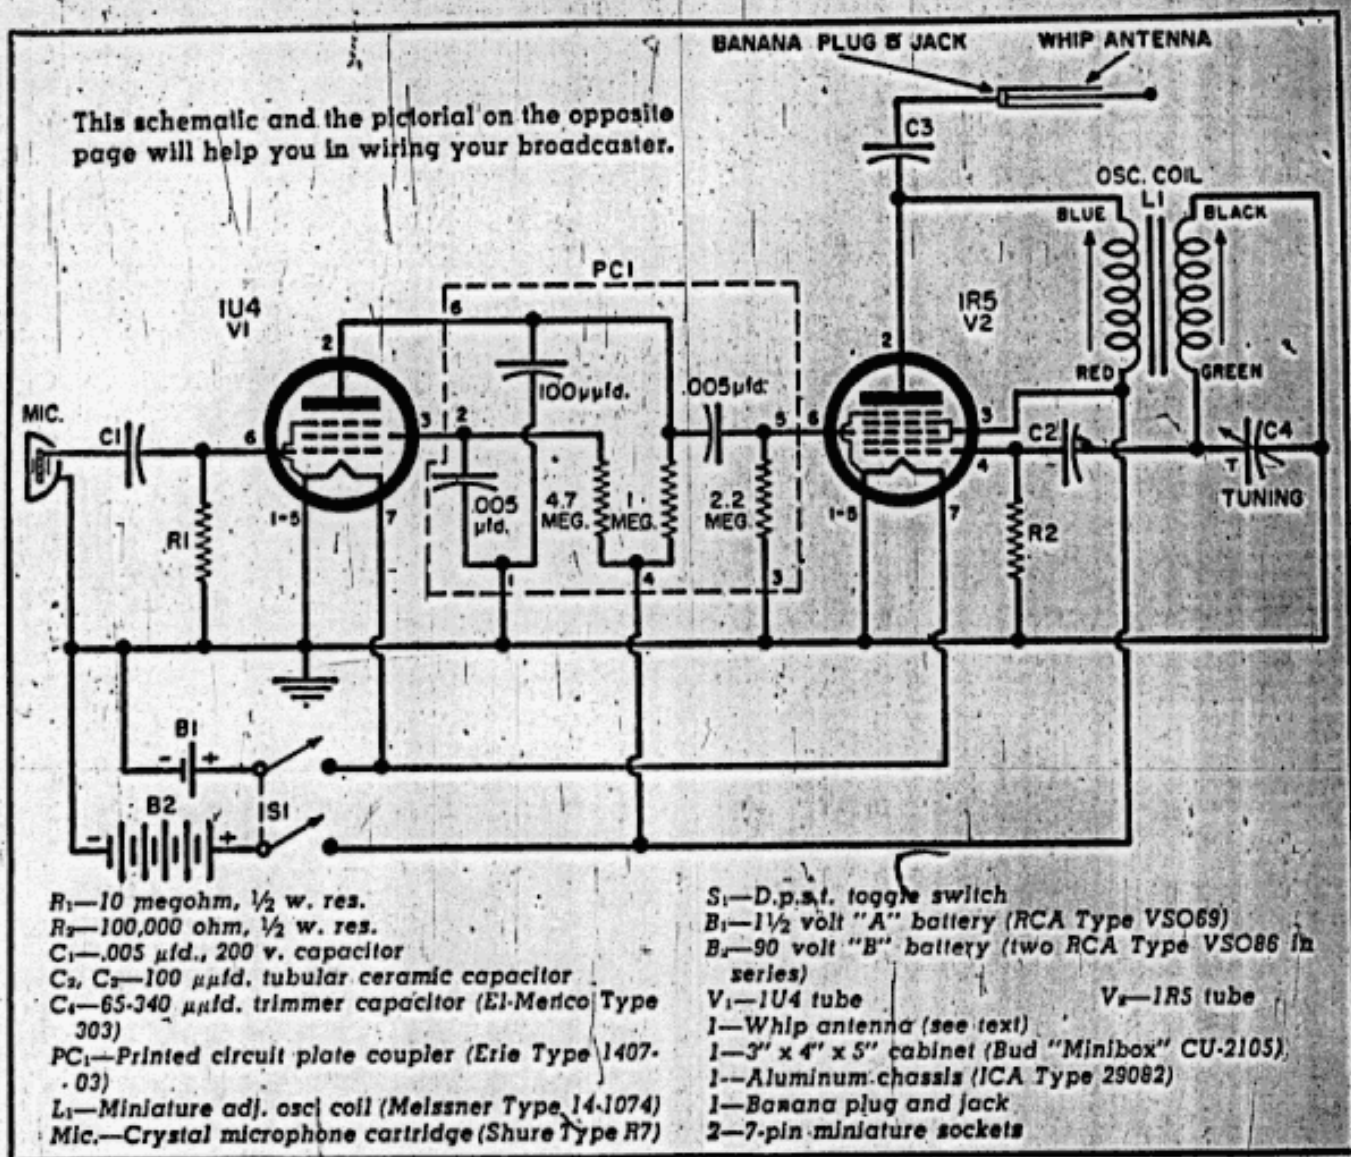 BANANA PLUG & JACK
WHIP ANTENNA
This schematic and the pictorial on the opposite
page will help you in wiring your broadcaster.
C3
OSC. COIL
L1
BLUE
BLACK
PC1
1U4
V1
6
1R5
V2
2
2
100µµfd.
.005µfd.
RED
GREEN
MIC.
C1
6
3
2
5
6
3
C2
C4
4
T
TUNING
.005
µfd.
4.7
MEG.
1
MEG.
2.2
MEG.
1-5
7
1-5
7
R1
R2
1
4
3
B1
- +
B2
S1
- +
R₁—10 megohm, ½ w. res.
R₂—100,000 ohm, ½ w. res.
C₁—.005 µfd., 200 v. capacitor
C₂, C₃—100 µµfd. tubular ceramic capacitor
C₄—65-340 µµfd. trimmer capacitor (El-Menco Type
303)
PC₁—Printed circuit plate coupler (Erie Type 1407-
03)
L₁—Miniature adj. osc. coil (Meissner Type 14-1074)
Mic.—Crystal microphone cartridge (Shure Type R7)
S₁—D.p.s.t. toggle switch
B₁—1½ volt "A" battery (RCA Type VS069)
B₂—90 volt "B" battery (two RCA Type VS086 in
series)
V₁—1U4 tube V₂—1R5 tube
1—Whip antenna (see text)
1—3" x 4" x 5" cabinet (Bud "Minibox" CU-2105)
1—Aluminum chassis (ICA Type 29082)
1—Banana plug and jack
2—7-pin miniature sockets